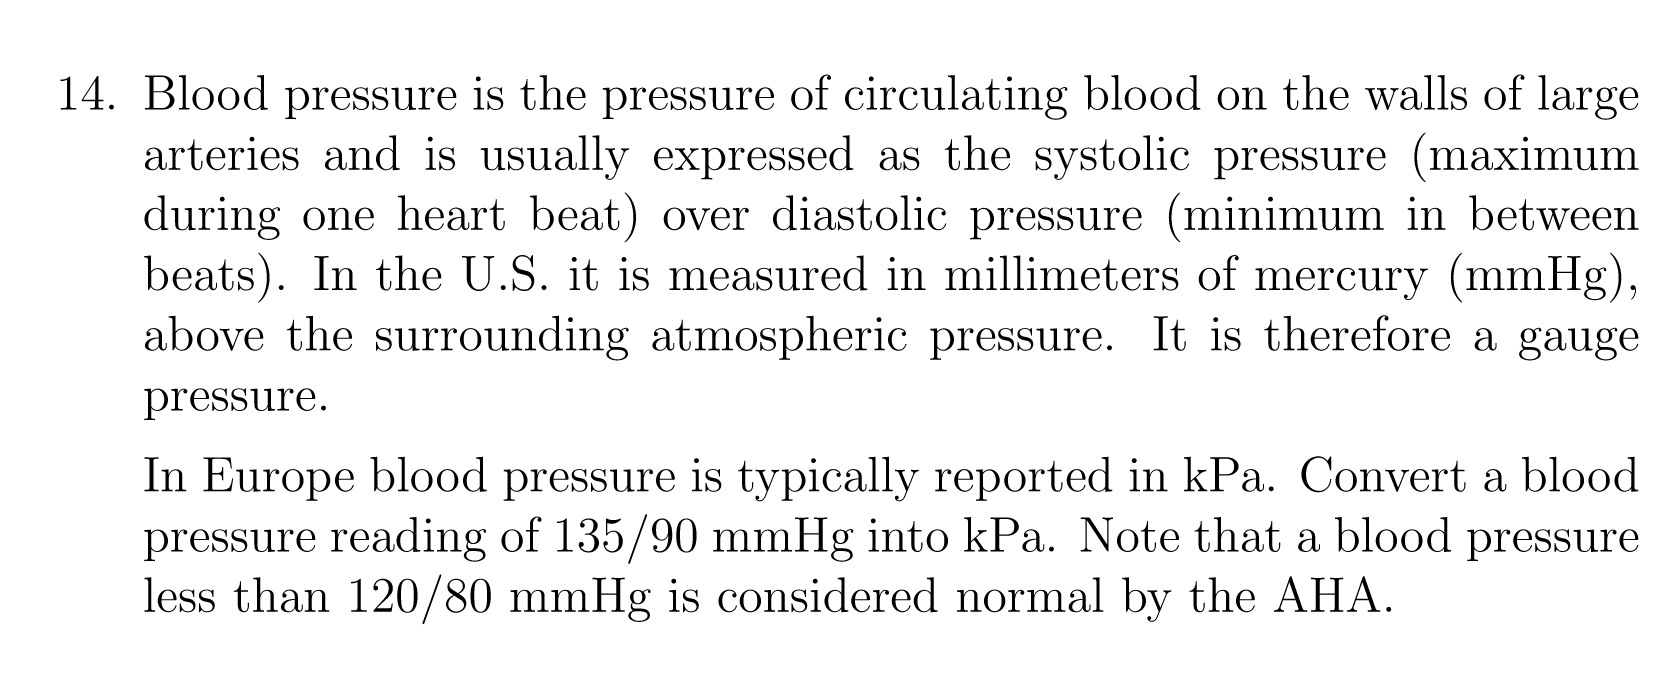 14. Blood pressure is the pressure of circulating blood on the walls of large
arteries and is usually expressed as the systolic pressure (maximum
during one heart beat) over diastolic pressure (minimum in between
beats). In the U.S. it is measured in millimeters of mercury (mmHg),
above the surrounding atmospheric pressure. It is therefore a gauge
pressure.
In Europe blood pressure is typically reported in kPa. Convert a blood
pressure reading of 135/90 mmHg into kPa. Note that a blood pressure
less than 120/80 mmHg is considered normal by the AHA.